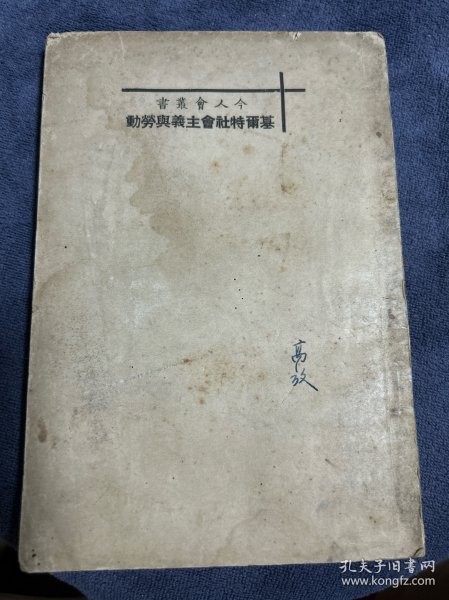 今人會叢書
基爾特社會主義與勞動
高
放
孔夫子旧书网
www.kongfz.com